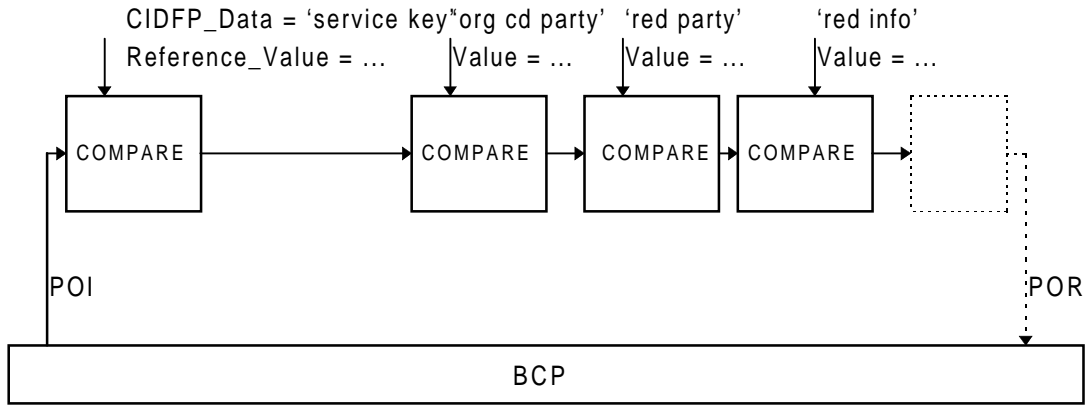 CIDFP_Data = ‘service key’ ‘org cd party’ ‘red party’ ‘red info’
Reference_Value = ... Value = ... Value = ... Value = ...
COMPARE COMPARE COMPARE COMPARE
POI POR
BCP